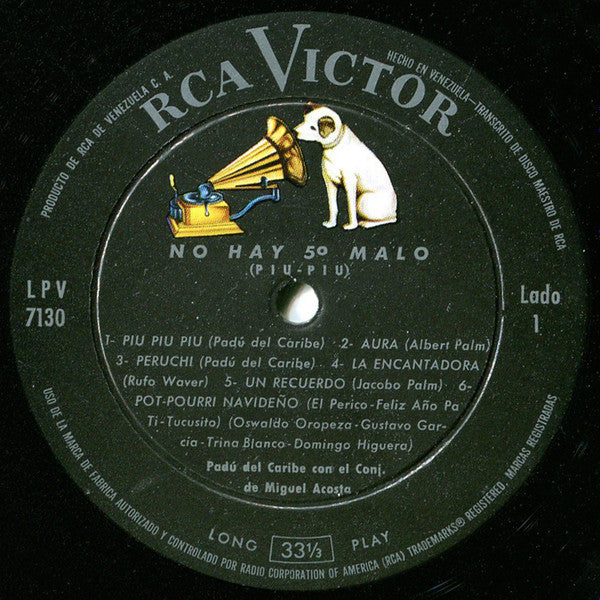 PRODUCTO DE RCA DE VENEZUELA C. A.
RCA VICTOR
HECHO EN VENEZUELA-TRANSCRITO DE DISCO MAESTRO DE RCA
NO HAY 5º MALO
(PIU-PIU)
LPV
7130
Lado
1
1- PIU PIU PIU (Padú del Caribe) 2- AURA (Albert Palm)
3- PERUCHI (Padú del Caribe) 4- LA ENCANTADORA
(Rufo Waver) 5- UN RECUERDO (Jacobo Palm) 6-
POT-POURRI NAVIDEÑO (El Perico-Feliz Año Pa
Ti-Tucusito) (Oswaldo Oropeza-Gustavo Gar-
cía-Trina Blanco-Domingo Higuera)
Padú del Caribe con el Conj.
de Miguel Acosta
LONG 33⅓ PLAY
USO DE LA MARCA DE FABRICA AUTORIZADO Y CONTROLADO POR RADIO CORPORATION OF AMERICA (RCA) TRADEMARKS® REGISTERED. MARCAS REGISTRADAS